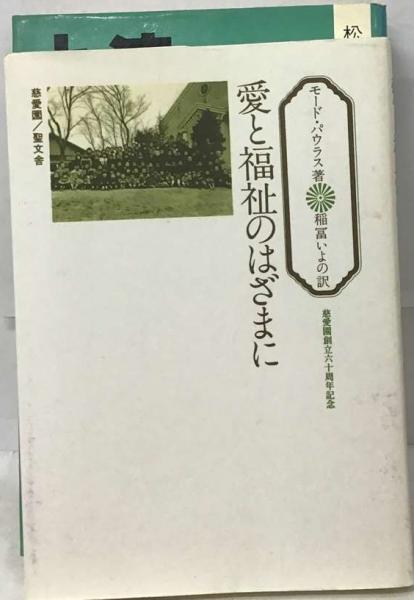 モード・パウラス著
稲冨いよの訳
慈愛園創立六十周年記念
愛と福祉のはざまに
慈愛園/聖文舎
松